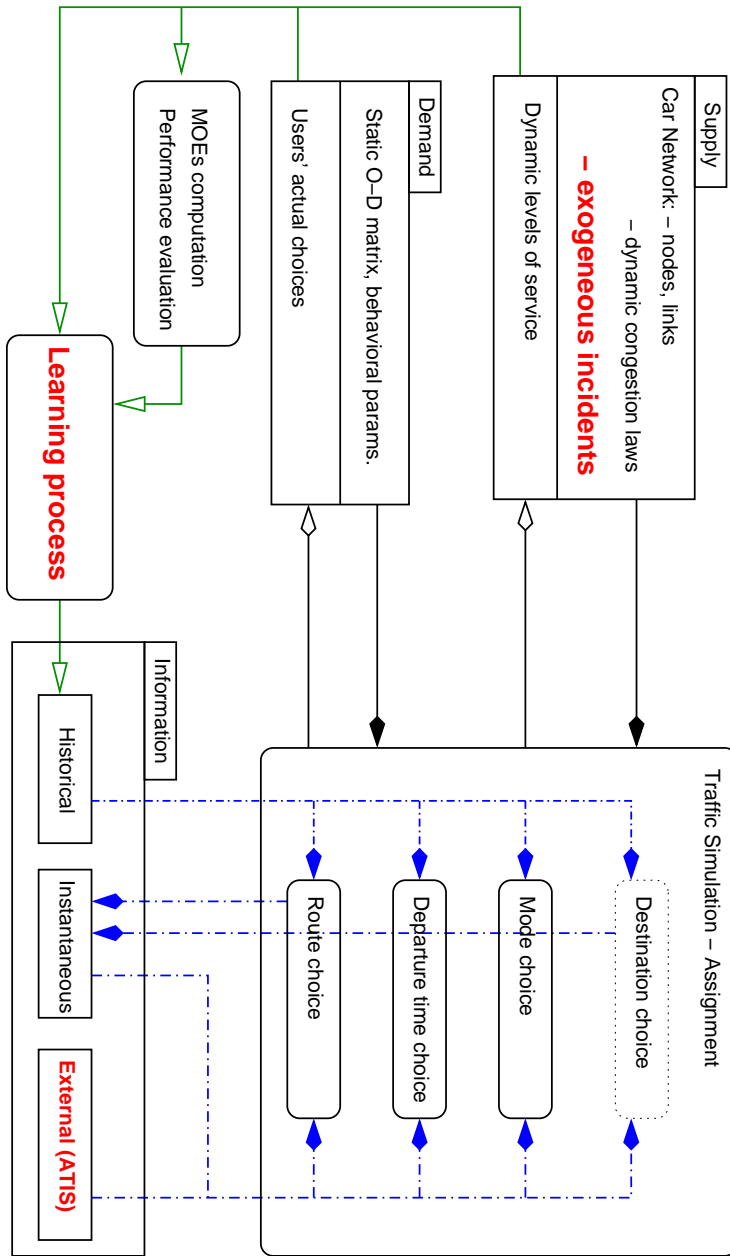 Supply
Car Network: – nodes, links
– dynamic congestion laws
– exogeneous incidents
Dynamic levels of service
Demand
Static O–D matrix, behavioral params.
Users' actual choices
MOEs computation
Performance evaluation
Learning process
Traffic Simulation – Assignment
Destination choice
Mode choice
Departure time choice
Route choice
Information
Historical
Instantaneous
External (ATIS)